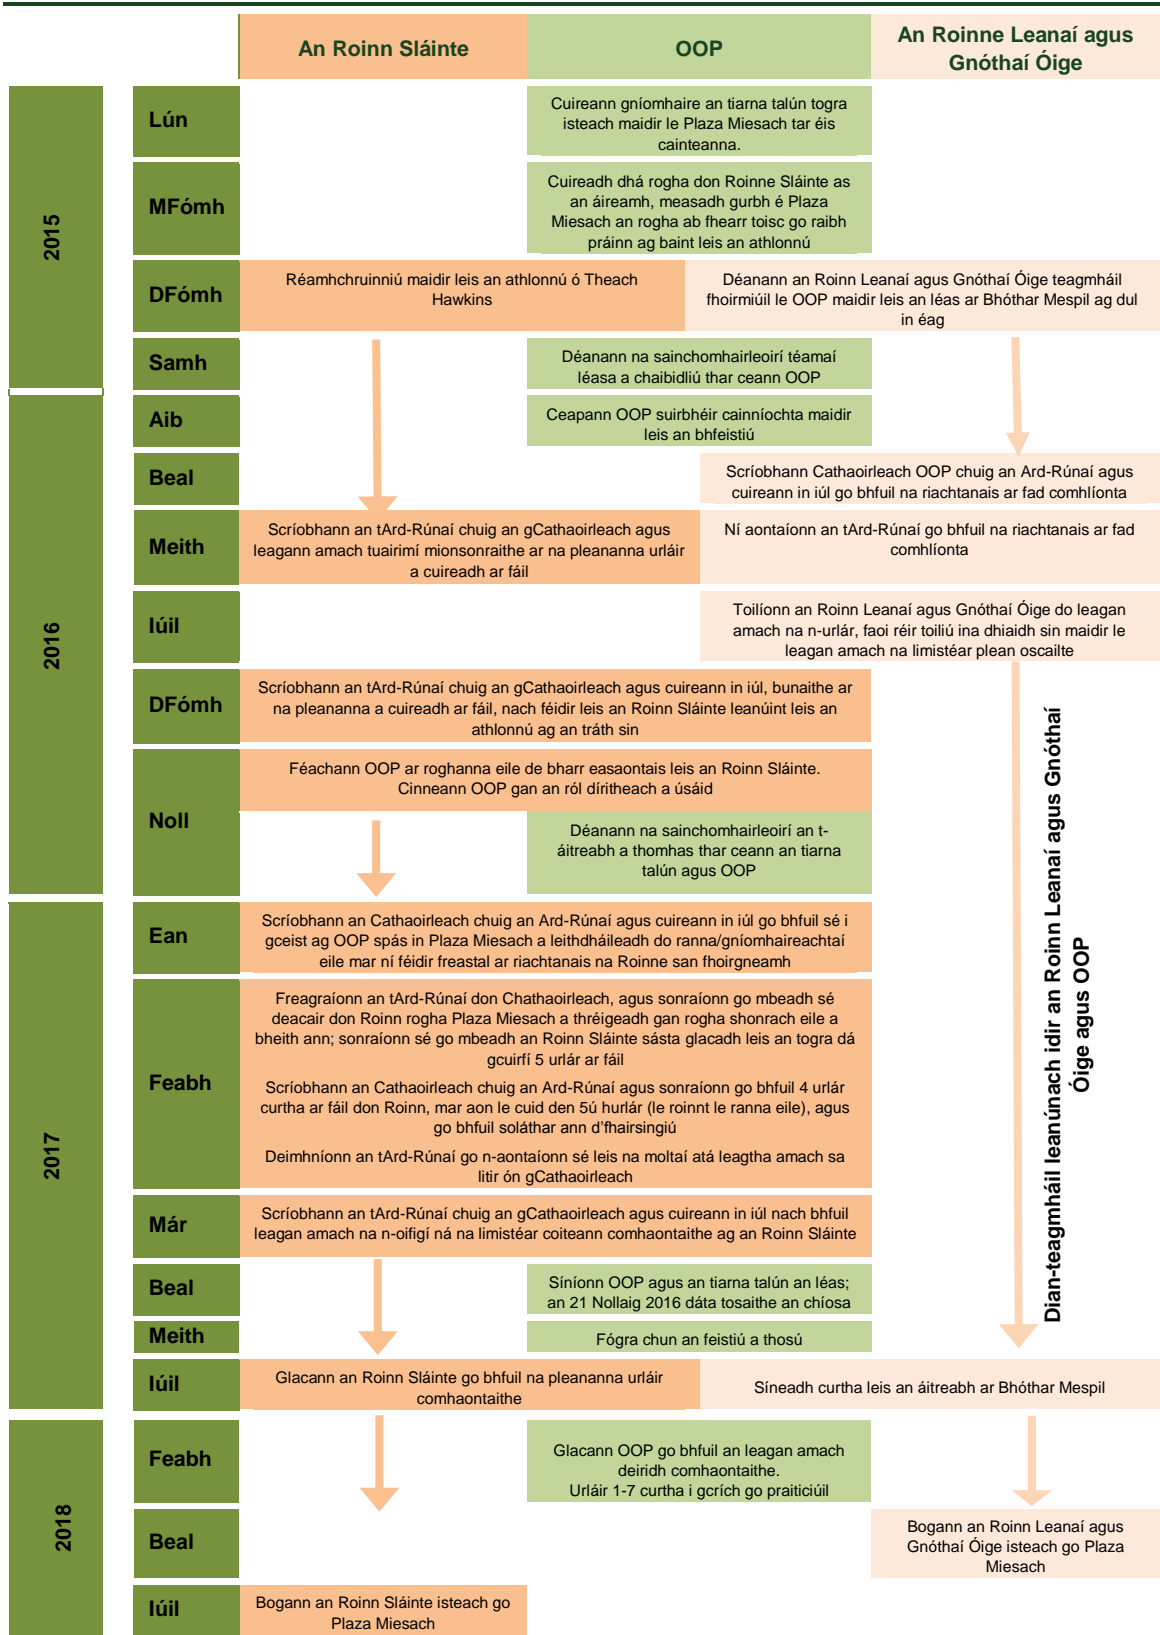 An Roinn Sláinte
OOP
An Roinne Leanaí agus
Gnóthaí Óige
2015
Lún
Cuireann gníomhaire an tiarna talún togra
isteach maidir le Plaza Miesach tar éis
cainteanna.
MFómh
Cuireadh dhá rogha don Roinne Sláinte as
an áireamh, measadh gurbh é Plaza
Miesach an rogha ab fhearr toisc go raibh
práinn ag baint leis an athlonnú
DFómh
Réamhchruinniú maidir leis an athlonnú ó Theach
Hawkins
Déanann an Roinn Leanaí agus Gnóthaí Óige teagmháil
fhoirmiúil le OOP maidir leis an léas ar Bhóthar Mespil ag dul
in éag
Samh
Déanann na sainchomhairleoirí téamaí
léasa a chaibidliú thar ceann OOP
2016
Aib
Ceapann OOP suirbhéir cainníochta maidir
leis an bhfeistiú
Beal
Scríobhann Cathaoirleach OOP chuig an Ard-Rúnaí agus
cuireann in iúl go bhfuil na riachtanais ar fad comhlíonta
Meith
Scríobhann an tArd-Rúnaí chuig an gCathaoirleach agus
leagann amach tuairimí mionsonraithe ar na pleananna urláir
a cuireadh ar fáil
Ní aontaíonn an tArd-Rúnaí go bhfuil na riachtanais ar fad
comhlíonta
Iúil
Toilíonn an Roinn Leanaí agus Gnóthaí Óige do leagan
amach na n-urlár, faoi réir toiliú ina dhiaidh sin maidir le
leagan amach na limistéar plean oscailte
DFómh
Scríobhann an tArd-Rúnaí chuig an gCathaoirleach agus cuireann in iúl, bunaithe ar
na pleananna a cuireadh ar fáil, nach féidir leis an Roinn Sláinte leanúint leis an
athlonnú ag an tráth sin
Noll
Féachann OOP ar roghanna eile de bharr easaontais leis an Roinn Sláinte.
Cinneann OOP gan an ról díritheach a úsáid
Déanann na sainchomhairleoirí an t-
áitreabh a thomhas thar ceann an tiarna
talún agus OOP
Dian-teagmháil leanúnach idir an Roinn Leanaí agus Gnóthaí
Óige agus OOP
2017
Ean
Scríobhann an Cathaoirleach chuig an Ard-Rúnaí agus cuireann in iúl go bhfuil sé i
gceist ag OOP spás in Plaza Miesach a leithdháileadh do ranna/gníomhaireachtaí
eile mar ní féidir freastal ar riachtanais na Roinne san fhoirgneamh
Feabh
Freagraíonn an tArd-Rúnaí don Chathaoirleach, agus sonraíonn go mbeadh sé
deacair don Roinn rogha Plaza Miesach a thréigeadh gan rogha shonrach eile a
bheith ann; sonraíonn sé go mbeadh an Roinn Sláinte sásta glacadh leis an togra dá
gcuirfí 5 urlár ar fáil
Scríobhann an Cathaoirleach chuig an Ard-Rúnaí agus sonraíonn go bhfuil 4 urlár
curtha ar fáil don Roinn, mar aon le cuid den 5ú hurlár (le roinnt le ranna eile), agus
go bhfuil soláthar ann d'fhairsingiú
Deimhníonn an tArd-Rúnaí go n-aontaíonn sé leis na moltaí atá leagtha amach sa
litir ón gCathaoirleach
Már
Scríobhann an tArd-Rúnaí chuig an gCathaoirleach agus cuireann in iúl nach bhfuil
leagan amach na n-oifigí ná na limistéar coiteann comhaontaithe ag an Roinn Sláinte
Beal
Síníonn OOP agus an tiarna talún an léas;
an 21 Nollaig 2016 dáta tosaithe an chíosa
Meith
Fógra chun an feistiú a thosú
Iúil
Glacann an Roinn Sláinte go bhfuil na pleananna urláir
comhaontaithe
Síneadh curtha leis an áitreabh ar Bhóthar Mespil
2018
Feabh
Glacann OOP go bhfuil an leagan amach
deiridh comhaontaithe.
Urláir 1-7 curtha i gcrích go praiticiúil
Beal
Bogann an Roinn Leanaí agus
Gnóthaí Óige isteach go Plaza
Miesach
Iúil
Bogann an Roinn Sláinte isteach go
Plaza Miesach